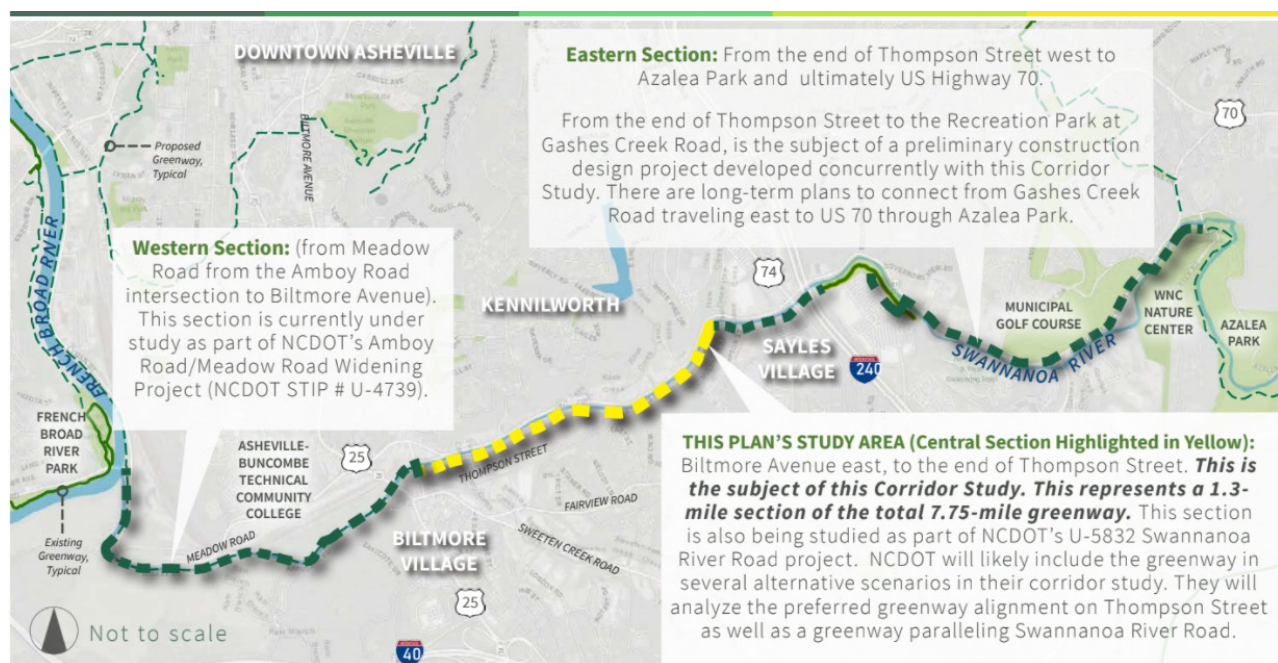 DOWNTOWN ASHEVILLE
Eastern Section: From the end of Thompson Street west to
Azalea Park and ultimately US Highway 70.
From the end of Thompson Street to the Recreation Park at
Gashes Creek Road, is the subject of a preliminary construction
design project developed concurrently with this Corridor
Study. There are long-term plans to connect from Gashes Creek
Road traveling east to US 70 through Azalea Park.
70
BILTMORE AVENUE
Proposed
Greenway,
Typical
FRENCH BROAD RIVER
Western Section: (from Meadow
Road from the Amboy Road
intersection to Biltmore Avenue).
This section is currently under
study as part of NCDOT's Amboy
Road/Meadow Road Widening
Project (NCDOT STIP # U-4739).
KENNILWORTH
74
SAYLES
VILLAGE
INTERSTATE
240
MUNICIPAL
GOLF COURSE
SWANNANOA RIVER
WNC
NATURE
CENTER
AZALEA
PARK
FRENCH
BROAD
RIVER
PARK
ASHEVILLE-
BUNCOMBE
TECHNICAL
COMMUNITY
COLLEGE
25
THOMPSON STREET
FAIRVIEW ROAD
SWEETEN CREEK ROAD
BILTMORE
VILLAGE
25
MEADOW ROAD
Existing
Greenway,
Typical
THIS PLAN'S STUDY AREA (Central Section Highlighted in Yellow):
Biltmore Avenue east, to the end of Thompson Street. This is
the subject of this Corridor Study. This represents a 1.3-
mile section of the total 7.75-mile greenway. This section
is also being studied as part of NCDOT's U-5832 Swannanoa
River Road project. NCDOT will likely include the greenway in
several alternative scenarios in their corridor study. They will
analyze the preferred greenway alignment on Thompson Street
as well as a greenway paralleling Swannanoa River Road.
Not to scale
40